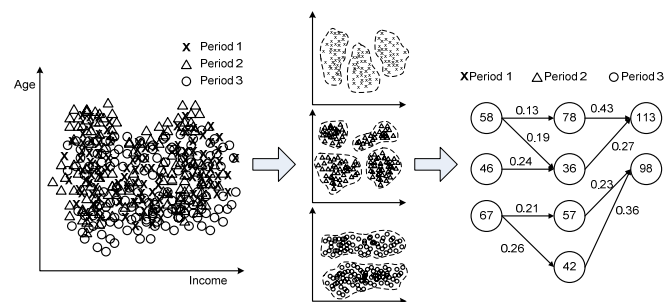 x Period 1
△ Period 2
○ Period 3
Age
Income
x Period 1 △ Period 2 ○ Period 3
58 0.13 78 0.43 113
0.19 0.27
46 0.24 36 98
0.23
67 0.21 57 0.36
0.26
42